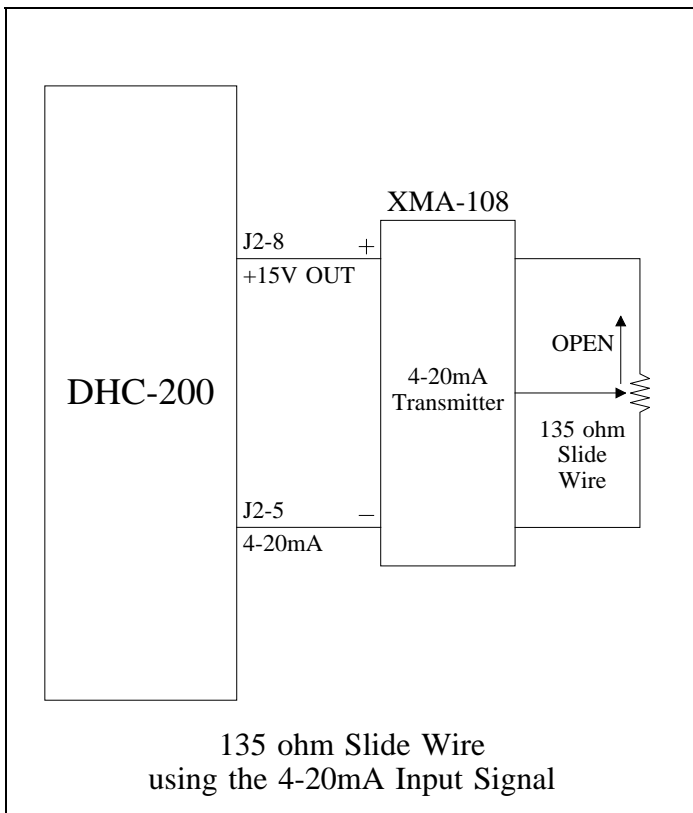 XMA-108
J2-8
+
+15V OUT
OPEN
DHC-200
4-20mA
Transmitter
135 ohm
Slide
Wire
J2-5
−
4-20mA
135 ohm Slide Wire
using the 4-20mA Input Signal